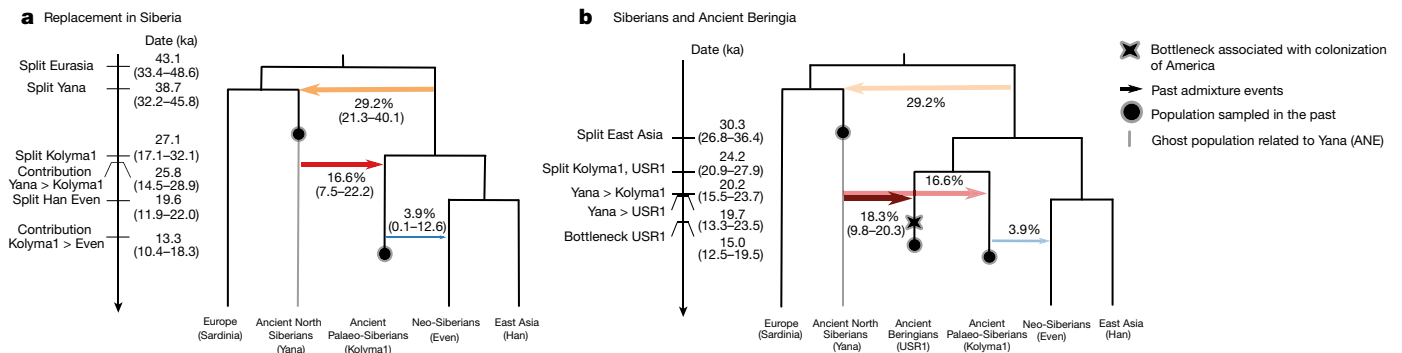 a Replacement in Siberia
Date (ka)
Split Eurasia
43.1
(33.4–48.6)
Split Yana
38.7
(32.2–45.8)
27.1
Split Kolyma1
(17.1–32.1)
Contribution
Yana > Kolyma1
25.8
(14.5–28.9)
Split Han Even
19.6
(11.9–22.0)
Contribution
Kolyma1 > Even
13.3
(10.4–18.3)
29.2%
(21.3–40.1)
16.6%
(7.5–22.2)
3.9%
(0.1–12.6)
Europe
(Sardinia)
Ancient North
Siberians
(Yana)
Ancient
Palaeo-Siberians
(Kolyma1)
Neo-Siberians
(Even)
East Asia
(Han)
b Siberians and Ancient Beringia
Date (ka)
Split East Asia
30.3
(26.8–36.4)
Split Kolyma1, USR1
24.2
(20.9–27.9)
Yana > Kolyma1
20.2
(15.5–23.7)
Yana > USR1
19.7
(13.3–23.5)
Bottleneck USR1
15.0
(12.5–19.5)
29.2%
16.6%
18.3%
(9.8–20.3)
3.9%
Europe
(Sardinia)
Ancient North
Siberians
(Yana)
Ancient
Beringians
(USR1)
Ancient
Palaeo-Siberians
(Kolyma1)
Neo-Siberians
(Even)
East Asia
(Han)
Bottleneck associated with colonization
of America
Past admixture events
Population sampled in the past
Ghost population related to Yana (ANE)